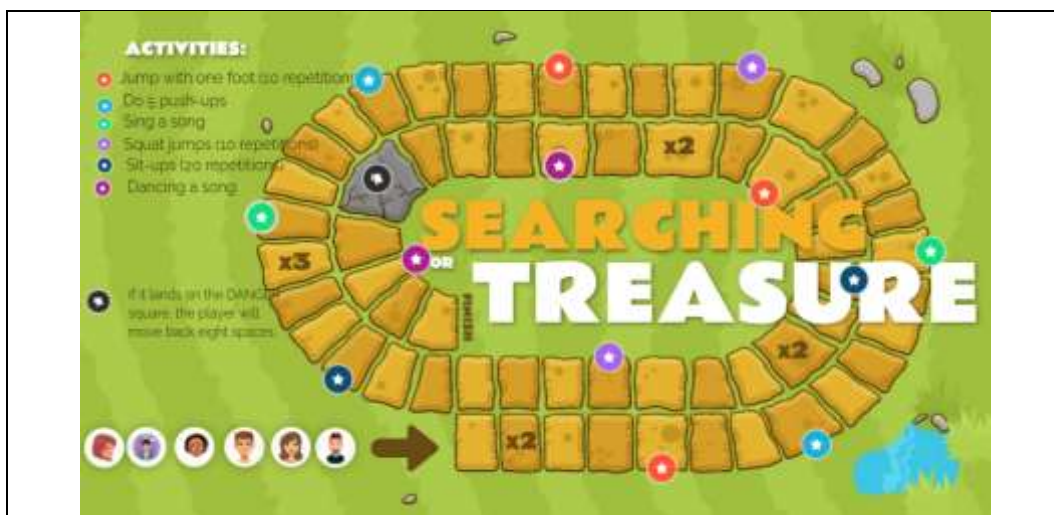 ACTIVITIES:
Jump with one foot (10 repetitions)
Do 5 push-ups
Sing a song
Squat jumps (10 repetitions)
Sit-ups (20 repetitions)
Dancing a song
x2
SEARCHING
OR
TREASURE
x3
If it lands on the DANGER
square, the player will
move back eight spaces.
FINISH
x2
x2